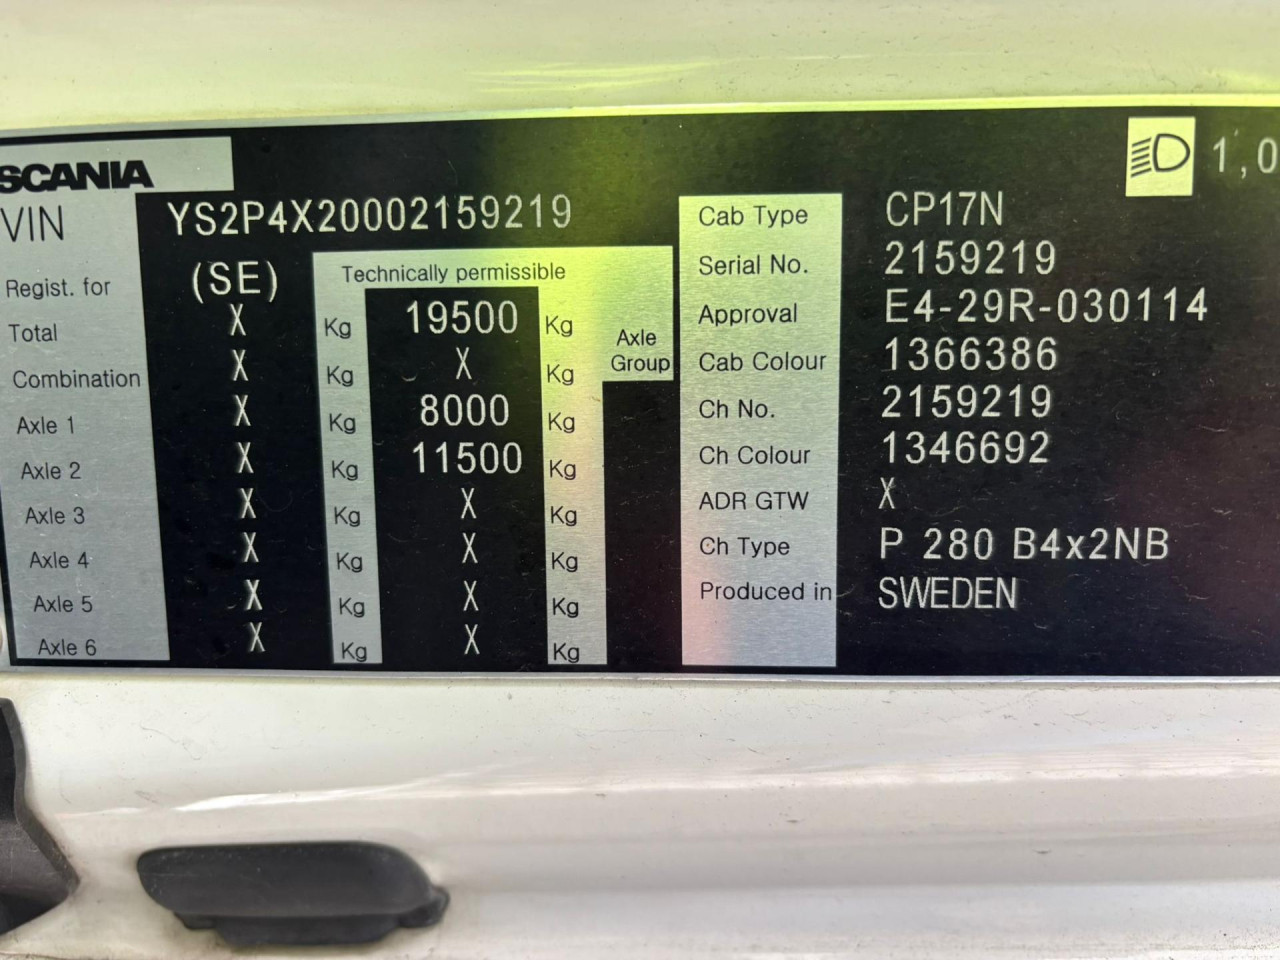 SCANIA
1,0
VIN YS2P4X20002159219 Cab Type CP17N
Regist. for (SE) Technically permissible Serial No. 2159219
Total X Kg 19500 Kg Axle Group Approval E4-29R-030114
Combination X Kg X Kg Cab Colour 1366386
Axle 1 X Kg 8000 Kg Ch No. 2159219
Axle 2 X Kg 11500 Kg Ch Colour 1346692
Axle 3 X Kg X Kg ADR GTW X
Axle 4 X Kg X Kg Ch Type P 280 B4x2NB
Axle 5 X Kg X Kg Produced in SWEDEN
Axle 6 X Kg X Kg